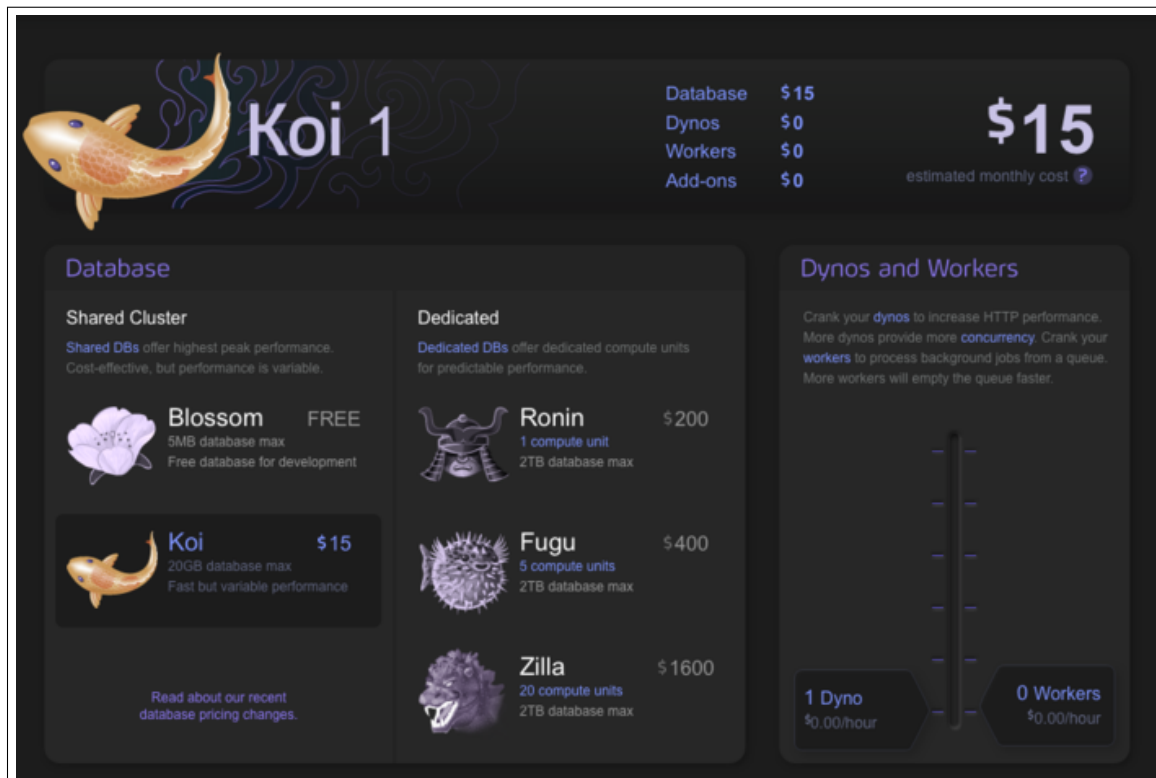 Koi 1
Database $15
Dynos $0
Workers $0
Add-ons $0
$15
estimated monthly cost ?
Database
Shared Cluster
Shared DBs offer highest peak performance.
Cost-effective, but performance is variable.
Blossom FREE
5MB database max
Free database for development
Koi $15
20GB database max
Fast but variable performance
Read about our recent
database pricing changes.
Dedicated
Dedicated DBs offer dedicated compute units
for predictable performance.
Ronin $200
1 compute unit
2TB database max
Fugu $400
5 compute units
2TB database max
Zilla $1600
20 compute units
2TB database max
Dynos and Workers
Crank your dynos to increase HTTP performance.
More dynos provide more concurrency. Crank your
workers to process background jobs from a queue.
More workers will empty the queue faster.
1 Dyno
$0.00/hour
0 Workers
$0.00/hour